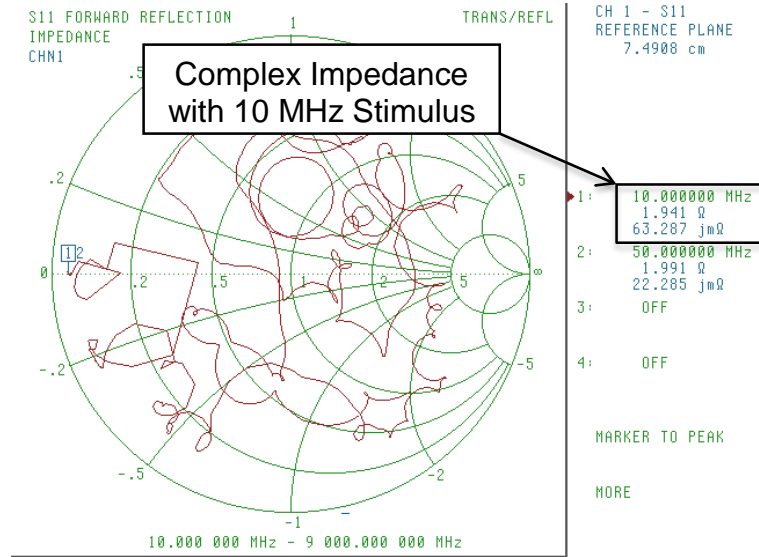 S11 FORWARD REFLECTION
TRANS/REFL
IMPEDANCE
CHN1
CH 1 - S11
REFERENCE PLANE
7.4908 cm
Complex Impedance
with 10 MHz Stimulus
1
.5
.2
5
0
1 2
.2
.5
1
2
5
∞
-.2
-5
-.5
-2
-1
10.000 000 MHz - 9 000.000 000 MHz
1: 10.000000 MHz
1.941 Ω
63.287 jmΩ
2: 50.000000 MHz
1.991 Ω
22.285 jmΩ
3: OFF
4: OFF
MARKER TO PEAK
MORE